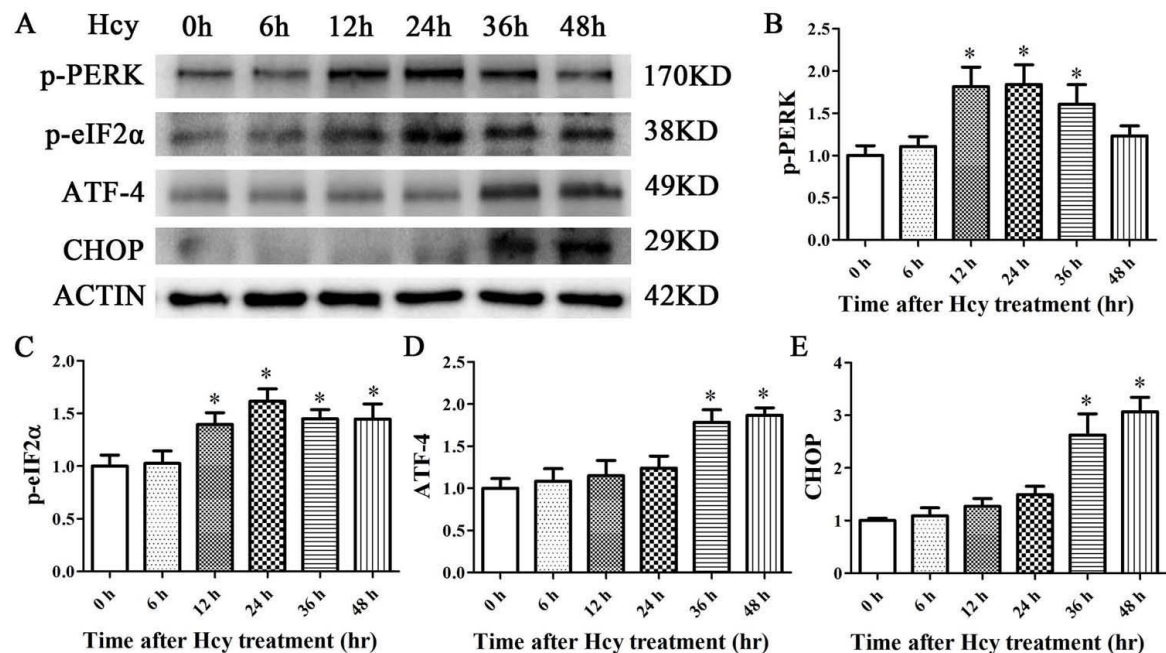 A Hcy 0h 6h 12h 24h 36h 48h
p-PERK 170KD
p-eIF2α 38KD
ATF-4 49KD
CHOP 29KD
ACTIN 42KD
B
p-PERK
2.5
2.0
1.5
1.0
0.5
0.0
* * *
0 h 6 h 12 h 24 h 36 h 48 h
Time after Hcy treatment (hr)
C
p-eIF2α
2.0
1.5
1.0
0.5
0.0
* * * *
0 h 6 h 12 h 24 h 36 h 48 h
Time after Hcy treatment (hr)
D
ATF-4
2.5
2.0
1.5
1.0
0.5
0.0
* *
0 h 6 h 12 h 24 h 36 h 48 h
Time after Hcy treatment (hr)
E
CHOP
4
3
2
1
0
* *
0 h 6 h 12 h 24 h 36 h 48 h
Time after Hcy treatment (hr)